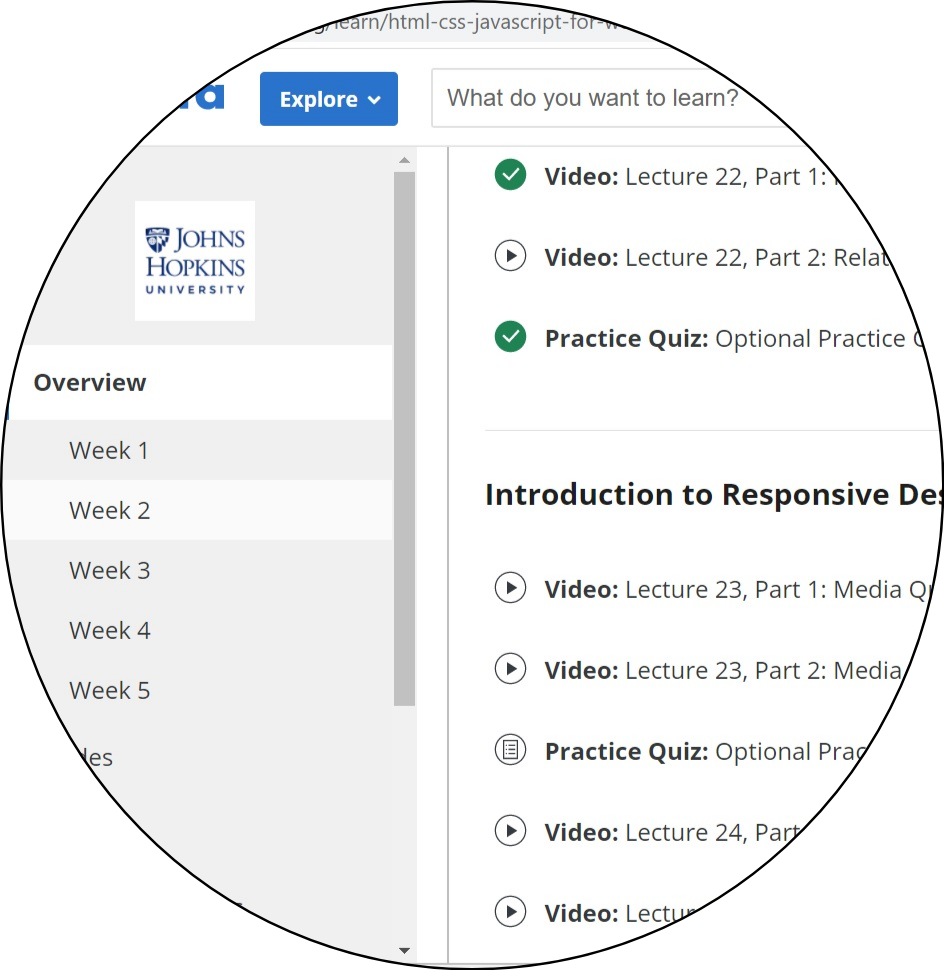 learn/html-css-javascript-for-w
Explore
What do you want to learn?
JOHNS
HOPKINS
UNIVERSITY
Overview
Week 1
Week 2
Week 3
Week 4
Week 5
les
Video: Lecture 22, Part 1:
Video: Lecture 22, Part 2: Relat
Practice Quiz: Optional Practice
Introduction to Responsive Des
Video: Lecture 23, Part 1: Media Q
Video: Lecture 23, Part 2: Media
Practice Quiz: Optional Prac
Video: Lecture 24, Part
Video: Lectur